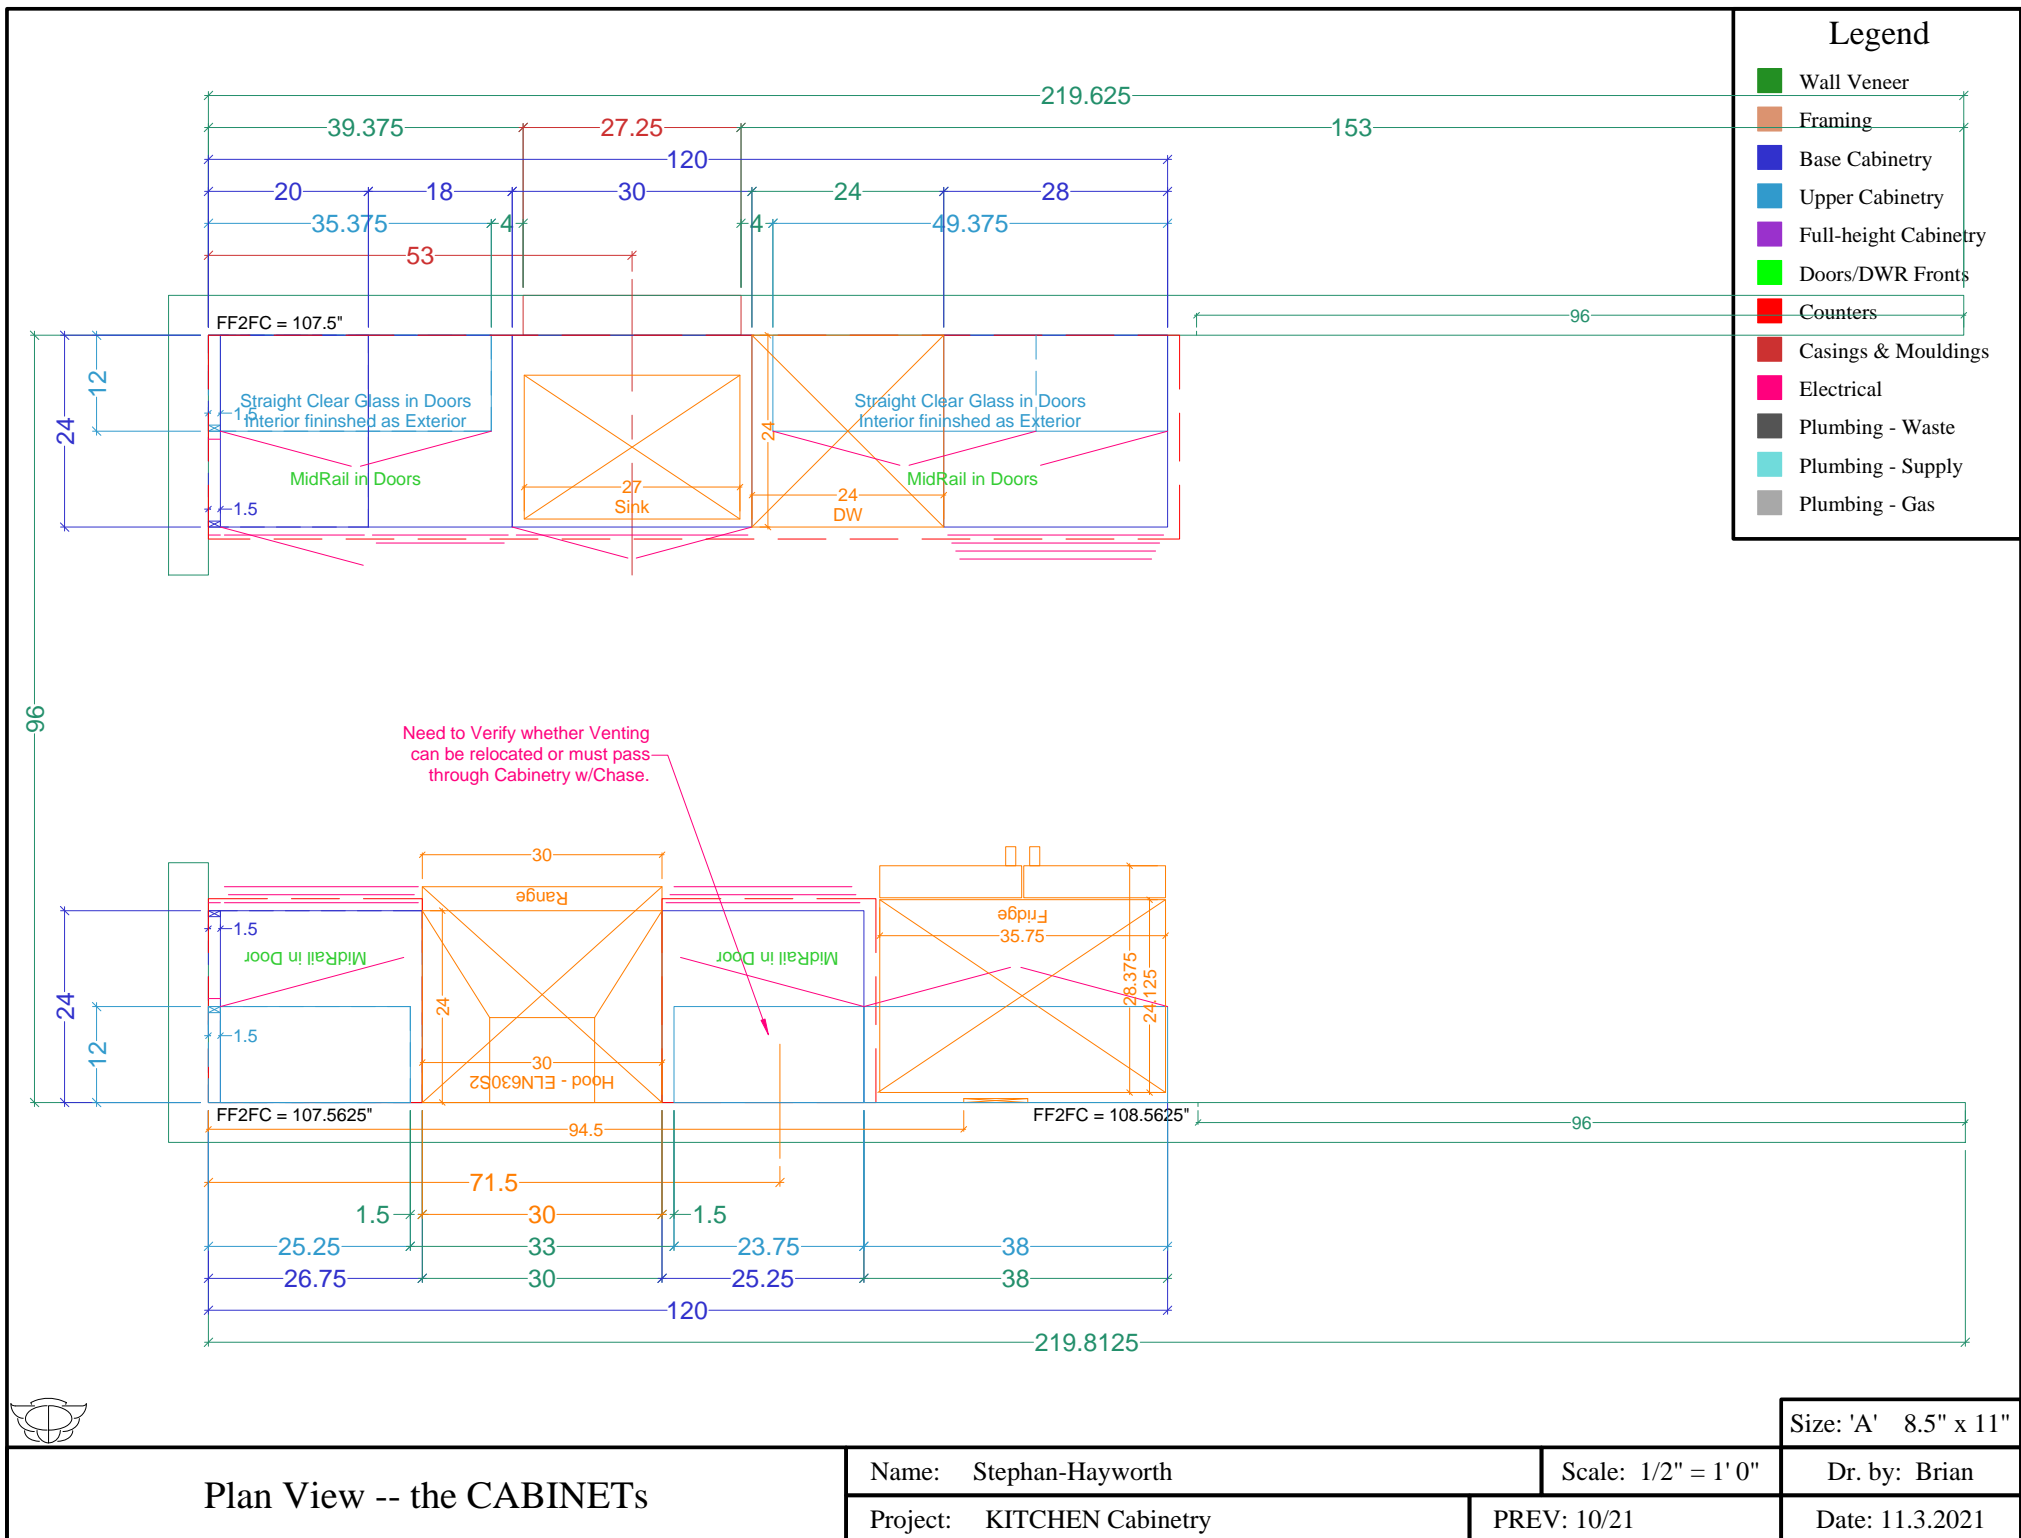 Legend
Wall Veneer
Framing
Base Cabinetry
Upper Cabinetry
Full-height Cabinetry
Doors/DWR Fronts
Counters
Casings & Mouldings
Electrical
Plumbing - Waste
Plumbing - Supply
Plumbing - Gas
219.625
39.375 27.25 153
120
20 18 30 24 28
35.375 4 4 49.375
53
FF2FC = 107.5"
96
12
24
1.5
Straight Clear Glass in Doors
Interior fininshed as Exterior
MidRail in Doors
1.5
27
Sink
24
24
DW
Straight Clear Glass in Doors
Interior fininshed as Exterior
MidRail in Doors
96
Need to Verify whether Venting
can be relocated or must pass
through Cabinetry w/Chase.
30
Range
Fridge
35.75
1.5
MidRail in Door
MidRail in Door
24
24
28.375
24.125
12
1.5
30
Hood - ELN630S2
FF2FC = 107.5625"
FF2FC = 108.5625"
94.5
96
71.5
1.5 30 1.5
25.25 33 23.75 38
26.75 30 25.25 38
120
219.8125
Size: 'A' 8.5" x 11"
Plan View -- the CABINETs
Name: Stephan-Hayworth
Scale: 1/2" = 1' 0"
Dr. by: Brian
Project: KITCHEN Cabinetry
PREV: 10/21
Date: 11.3.2021